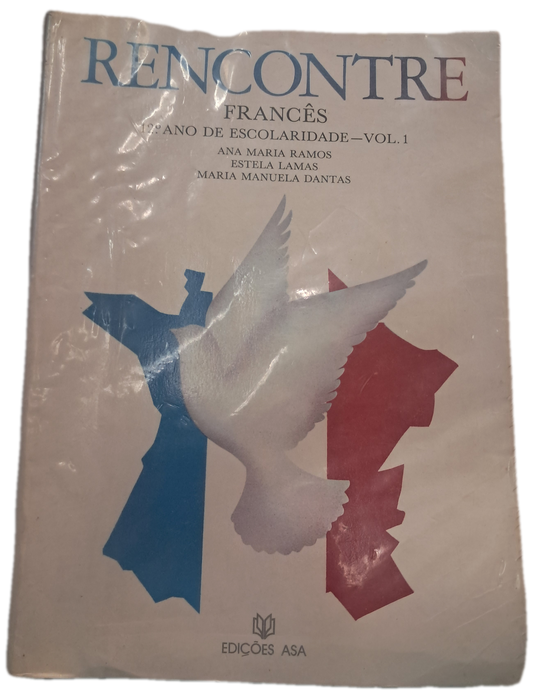 RENCONTRE
FRANCÊS
ANO DE ESCOLARIDADE—VOL. 1
ANA MARIA RAMOS
ESTELA LAMAS
MARIA MANUELA DANTAS
EDIÇÕES ASA